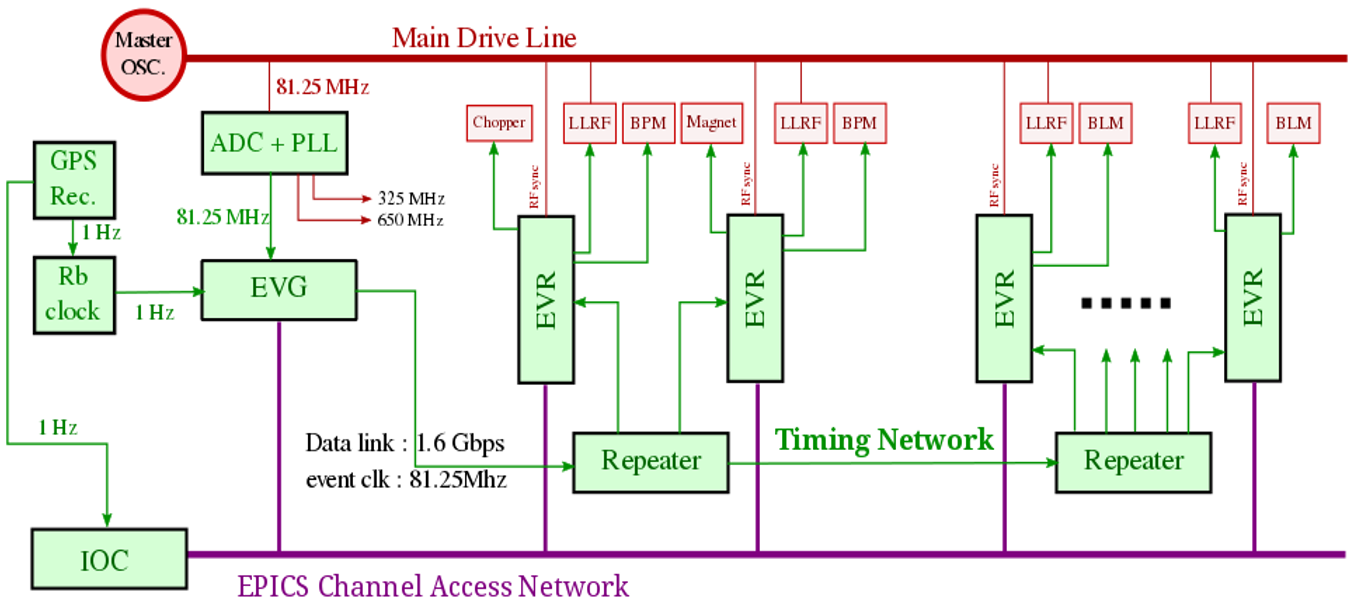 Master
OSC.
Main Drive Line
81.25 MHz
ADC + PLL
325 MHz
650 MHz
81.25 MHz
GPS
Rec.
1 Hz
Rb
clock
1 Hz
EVG
1 Hz
IOC
Chopper
LLRF
BPM
Magnet
LLRF
BPM
LLRF
BLM
LLRF
BLM
RF sync
RF sync
RF sync
RF sync
EVR
EVR
EVR
EVR
Data link : 1.6 Gbps
event clk : 81.25Mhz
Repeater
Timing Network
Repeater
EPICS Channel Access Network